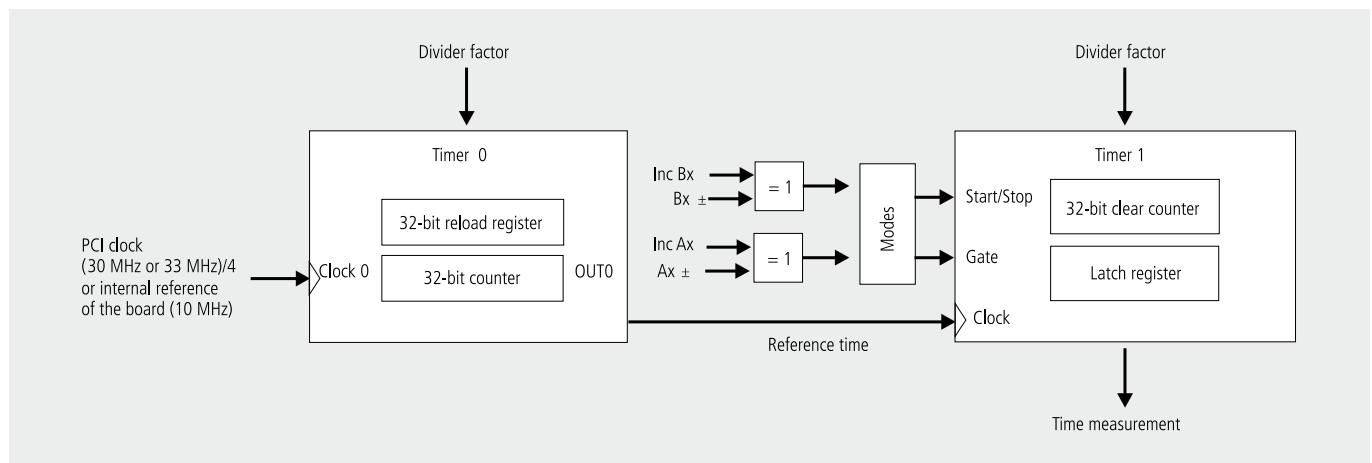 Divider factor
Timer 0
32-bit reload register
32-bit counter
Clock 0
OUT0
PCI clock
(30 MHz or 33 MHz)/4
or internal reference
of the board (10 MHz)
Inc Bx
Bx ±
= 1
Inc Ax
Ax ±
= 1
Modes
Reference time
Divider factor
Timer 1
Start/Stop
32-bit clear counter
Gate
Latch register
Clock
Time measurement